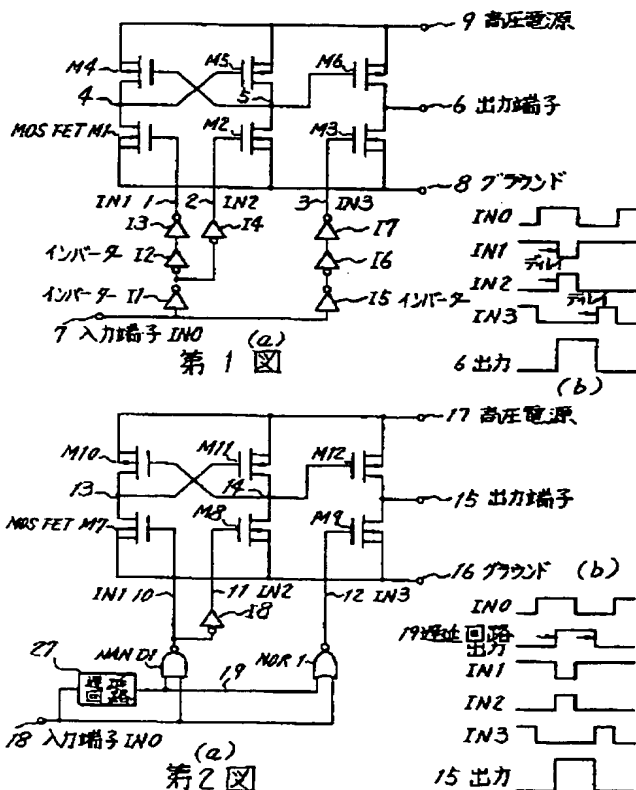 9 高圧電源
M4
M5
M6
4
5
6 出力端子
MOS FET M1
M2
M3
8 グラウンド
IN1 1
2 IN2
3 IN3
I3
I4
I7
インバーター I2
I6
インバーター I1
I5 インバーター
7 入力端子 IN0
(a)
第1図
IN0
IN1
ディレイ
IN2
ディレイ
IN3
6 出力
(b)
17 高圧電源
M10
M11
M12
13
14
15 出力端子
MOS FET M7
M8
M9
16 グラウンド
(b)
IN1 10
11 IN2
12 IN3
I8
NAND1
NOR1
27
遅延回路
19
18 入力端子 IN0
(a)
第2図
IN0
19遅延回路出力
IN1
IN2
IN3
15 出力